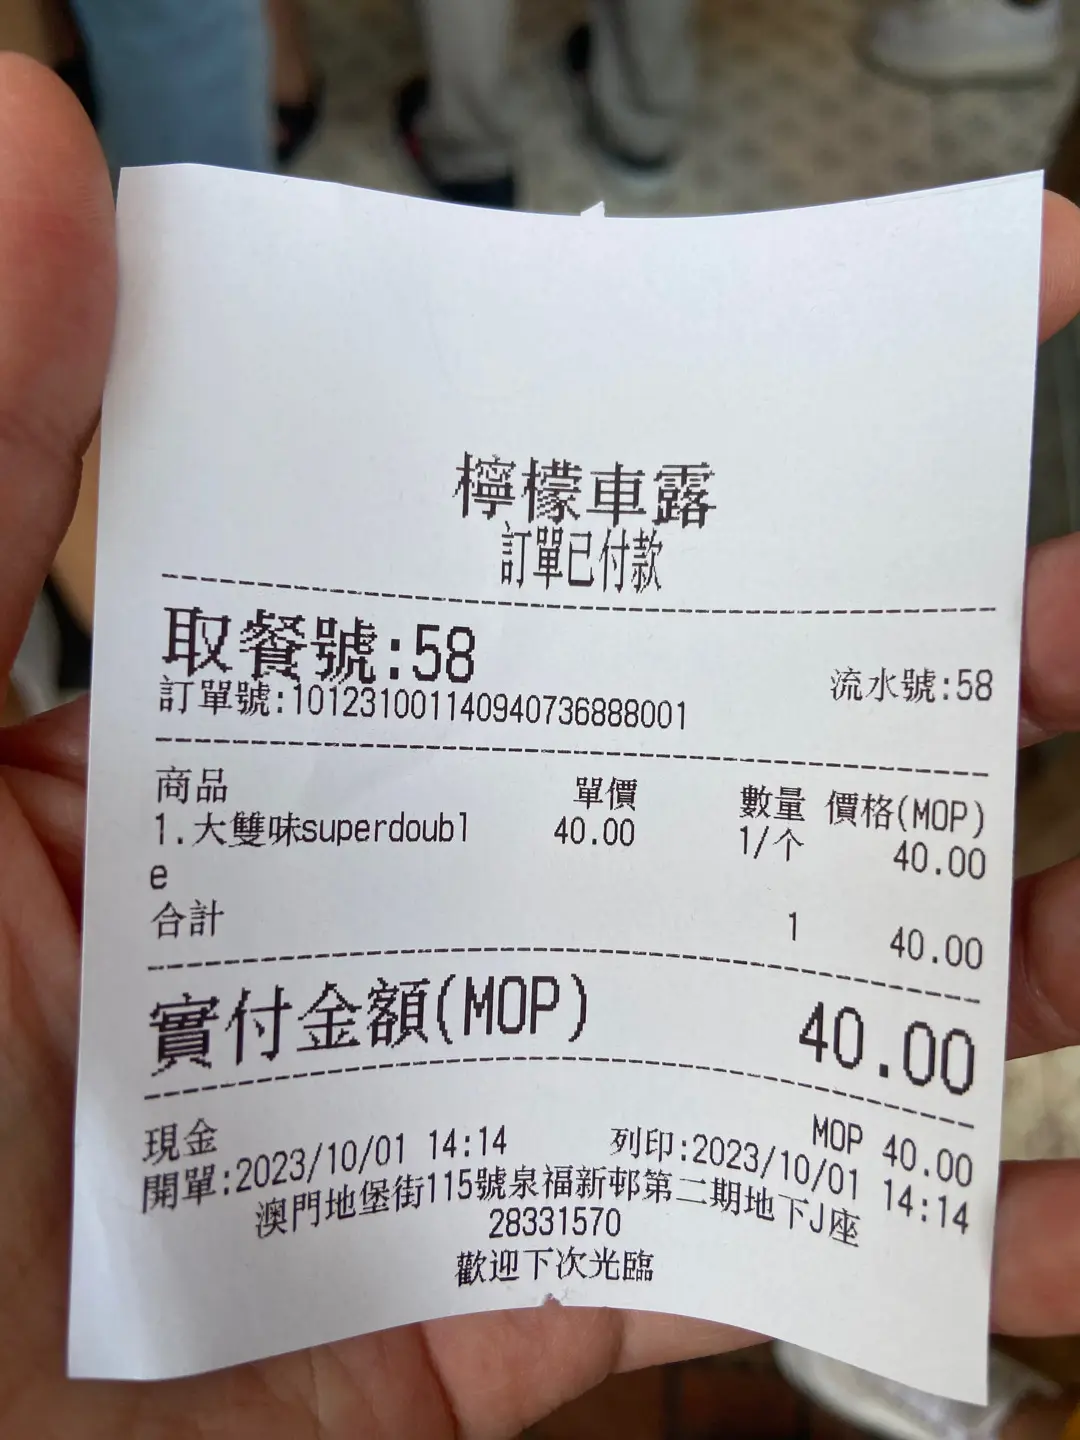 檸檬車露
訂單已付款
取餐號:58
流水號:58
訂單號:101231001140940736888001
商品 單價 數量 價格(MOP)
1.大雙味superdoubl 40.00 1/个 40.00
e
合計 1 40.00
實付金額(MOP) 40.00
現金 MOP 40.00
開單:2023/10/01 14:14 列印:2023/10/01 14:14
澳門地堡街115號泉福新邨第二期地下J座
28331570
歡迎下次光臨